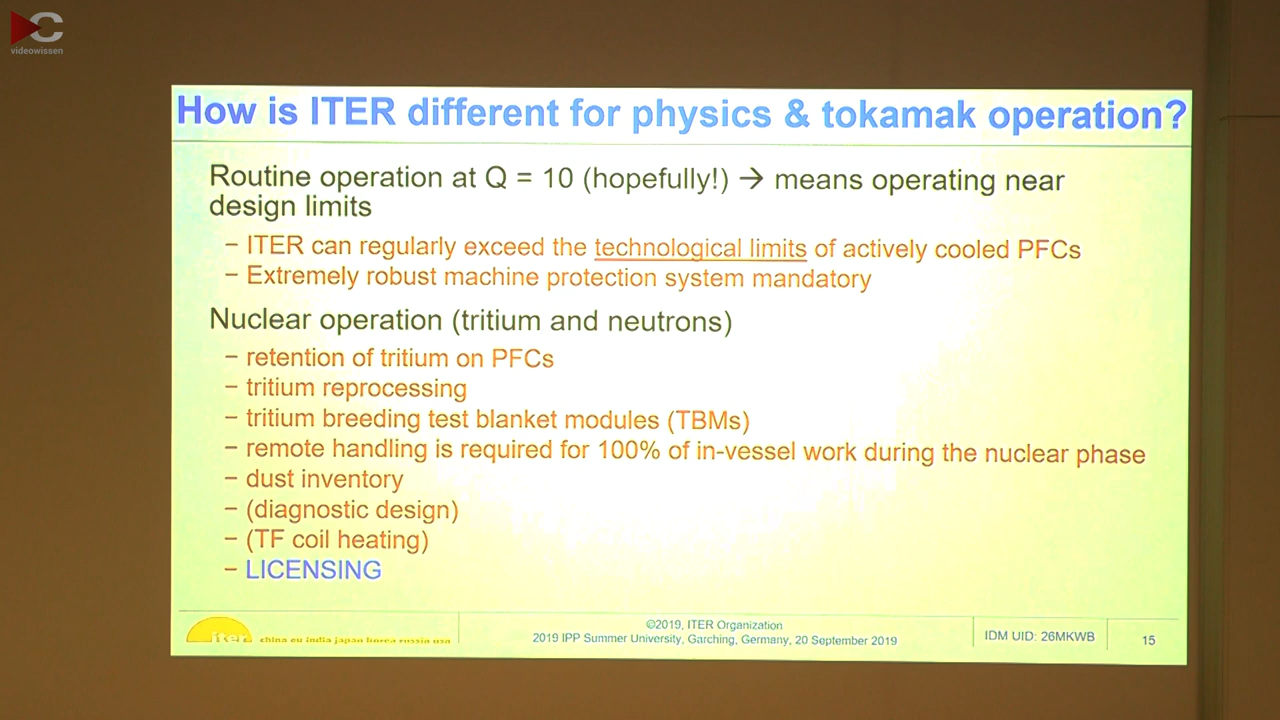 videowissen
How is ITER different for physics & tokamak operation?
Routine operation at Q = 10 (hopefully!) → means operating near
design limits
– ITER can regularly exceed the technological limits of actively cooled PFCs
– Extremely robust machine protection system mandatory
Nuclear operation (tritium and neutrons)
– retention of tritium on PFCs
– tritium reprocessing
– tritium breeding test blanket modules (TBMs)
– remote handling is required for 100% of in-vessel work during the nuclear phase
– dust inventory
– (diagnostic design)
– (TF coil heating)
– LICENSING
iter china eu india japan korea russia usa
©2019, ITER Organization
2019 IPP Summer University, Garching, Germany, 20 September 2019
IDM UID: 26MKWB
15